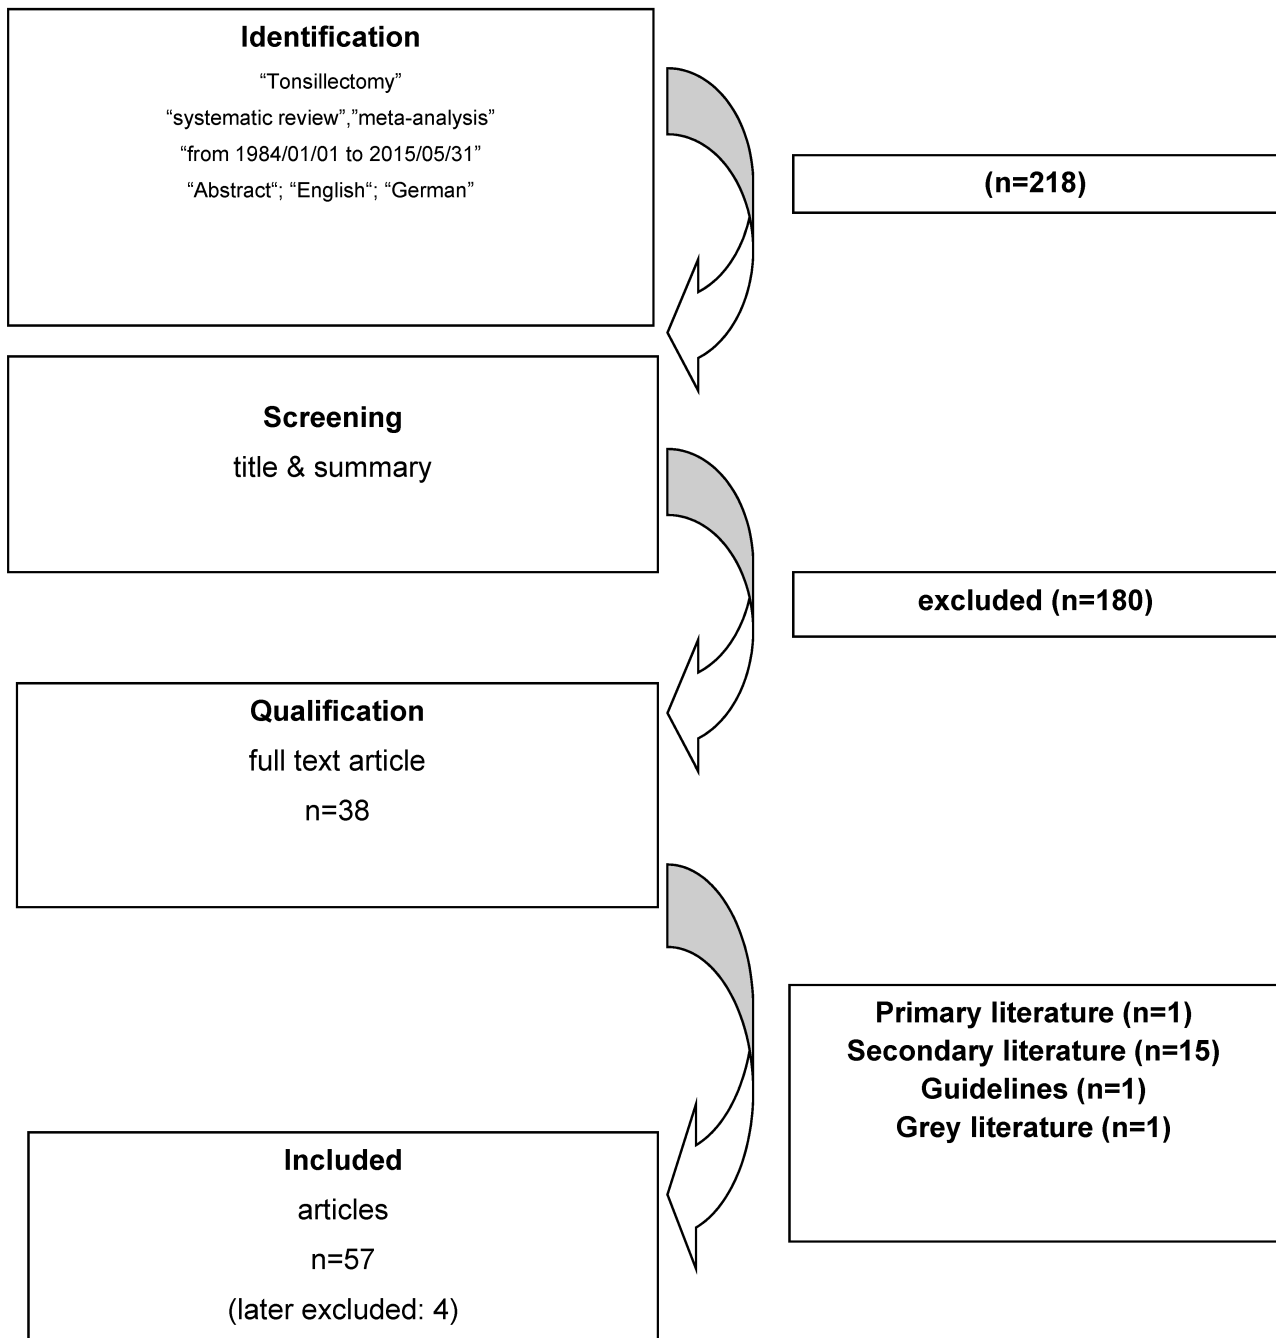 Identification
“Tonsillectomy”
“systematic review“,”meta-analysis”
“from 1984/01/01 to 2015/05/31”
“Abstract“; “English“; “German”
(n=218)
Screening
title & summary
excluded (n=180)
Qualification
full text article
n=38
Primary literature (n=1)
Secondary literature (n=15)
Guidelines (n=1)
Grey literature (n=1)
Included
articles
n=57
(later excluded: 4)